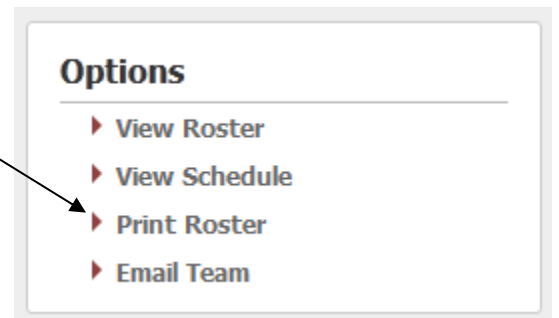 Options
View Roster
View Schedule
Print Roster
Email Team